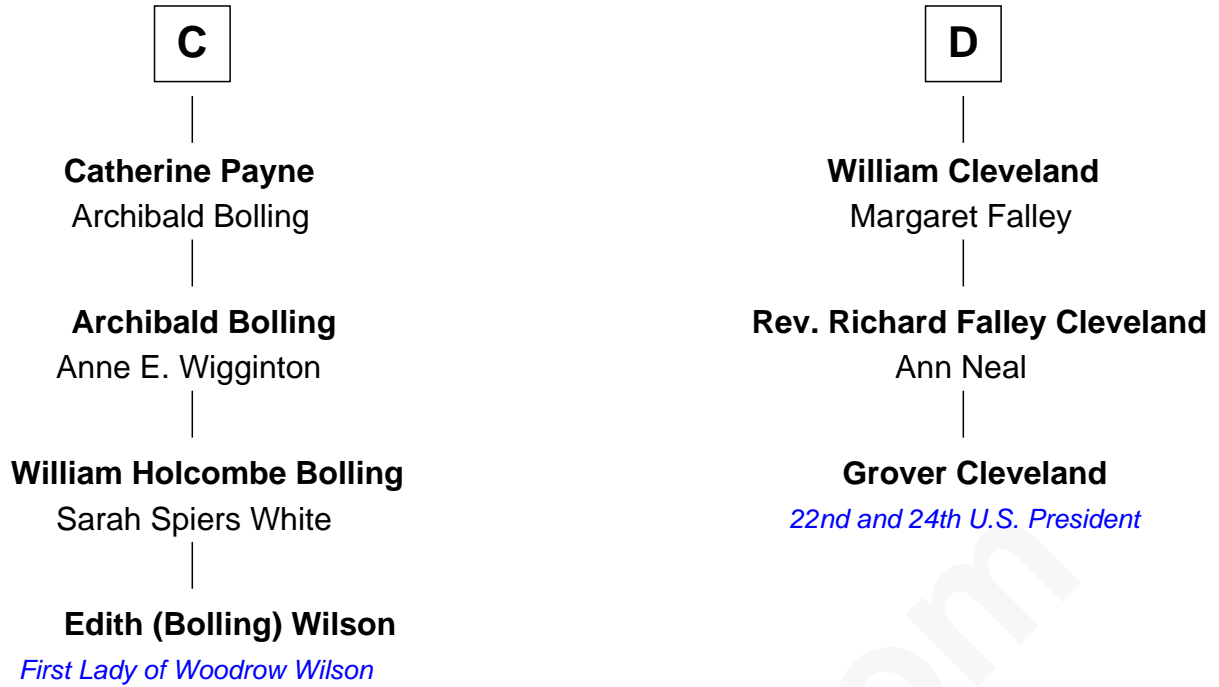 C
Catherine Payne
Archibald Bolling
Archibald Bolling
Anne E. Wigginton
William Holcombe Bolling
Sarah Spiers White
Edith (Bolling) Wilson
First Lady of Woodrow Wilson
D
William Cleveland
Margaret Falley
Rev. Richard Falley Cleveland
Ann Neal
Grover Cleveland
22nd and 24th U.S. President
om